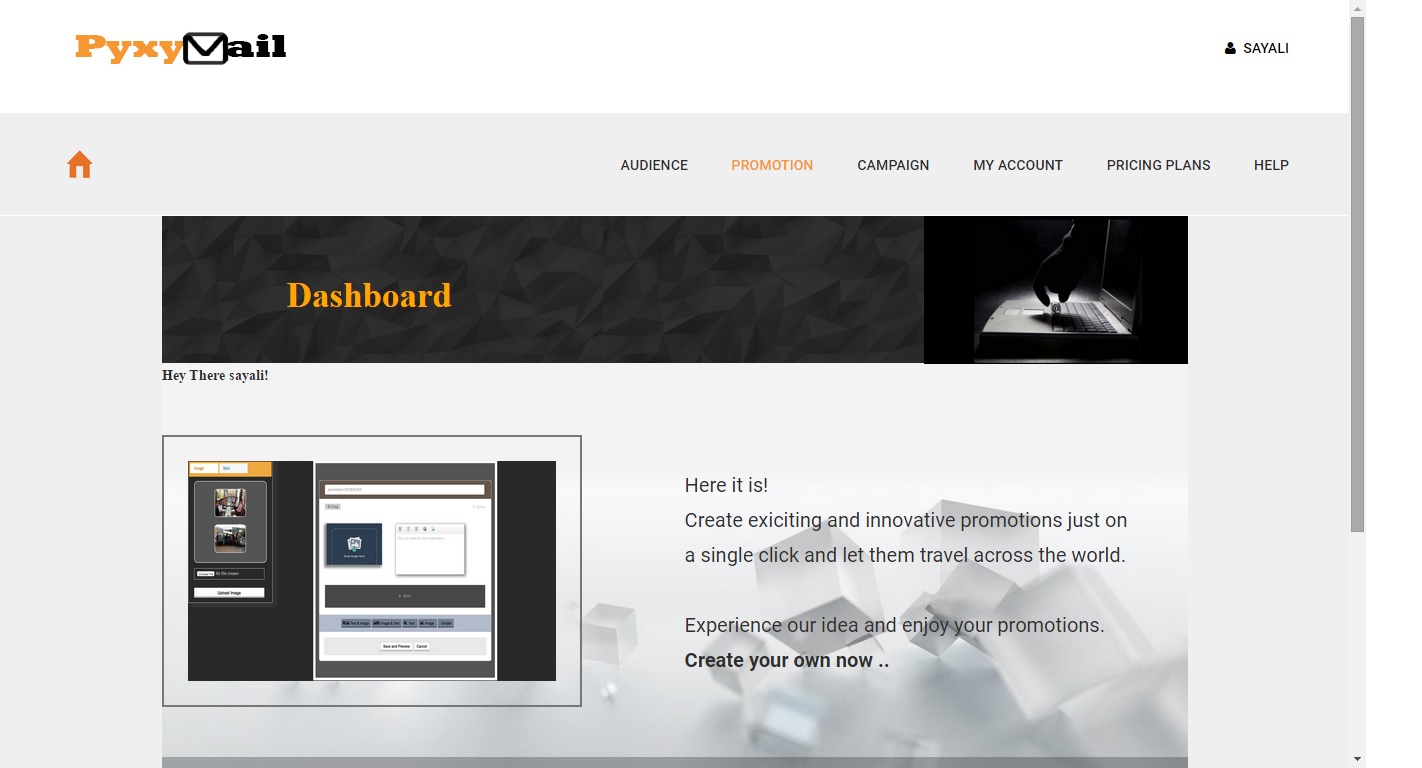 PyxyMail
SAYALI
AUDIENCE PROMOTION CAMPAIGN MY ACCOUNT PRICING PLANS HELP
Dashboard
Hey There sayali!
Image
Upload Image
Save and Preview Cancel
Here it is!
Create exiciting and innovative promotions just on
a single click and let them travel across the world.
Experience our idea and enjoy your promotions.
Create your own now ..